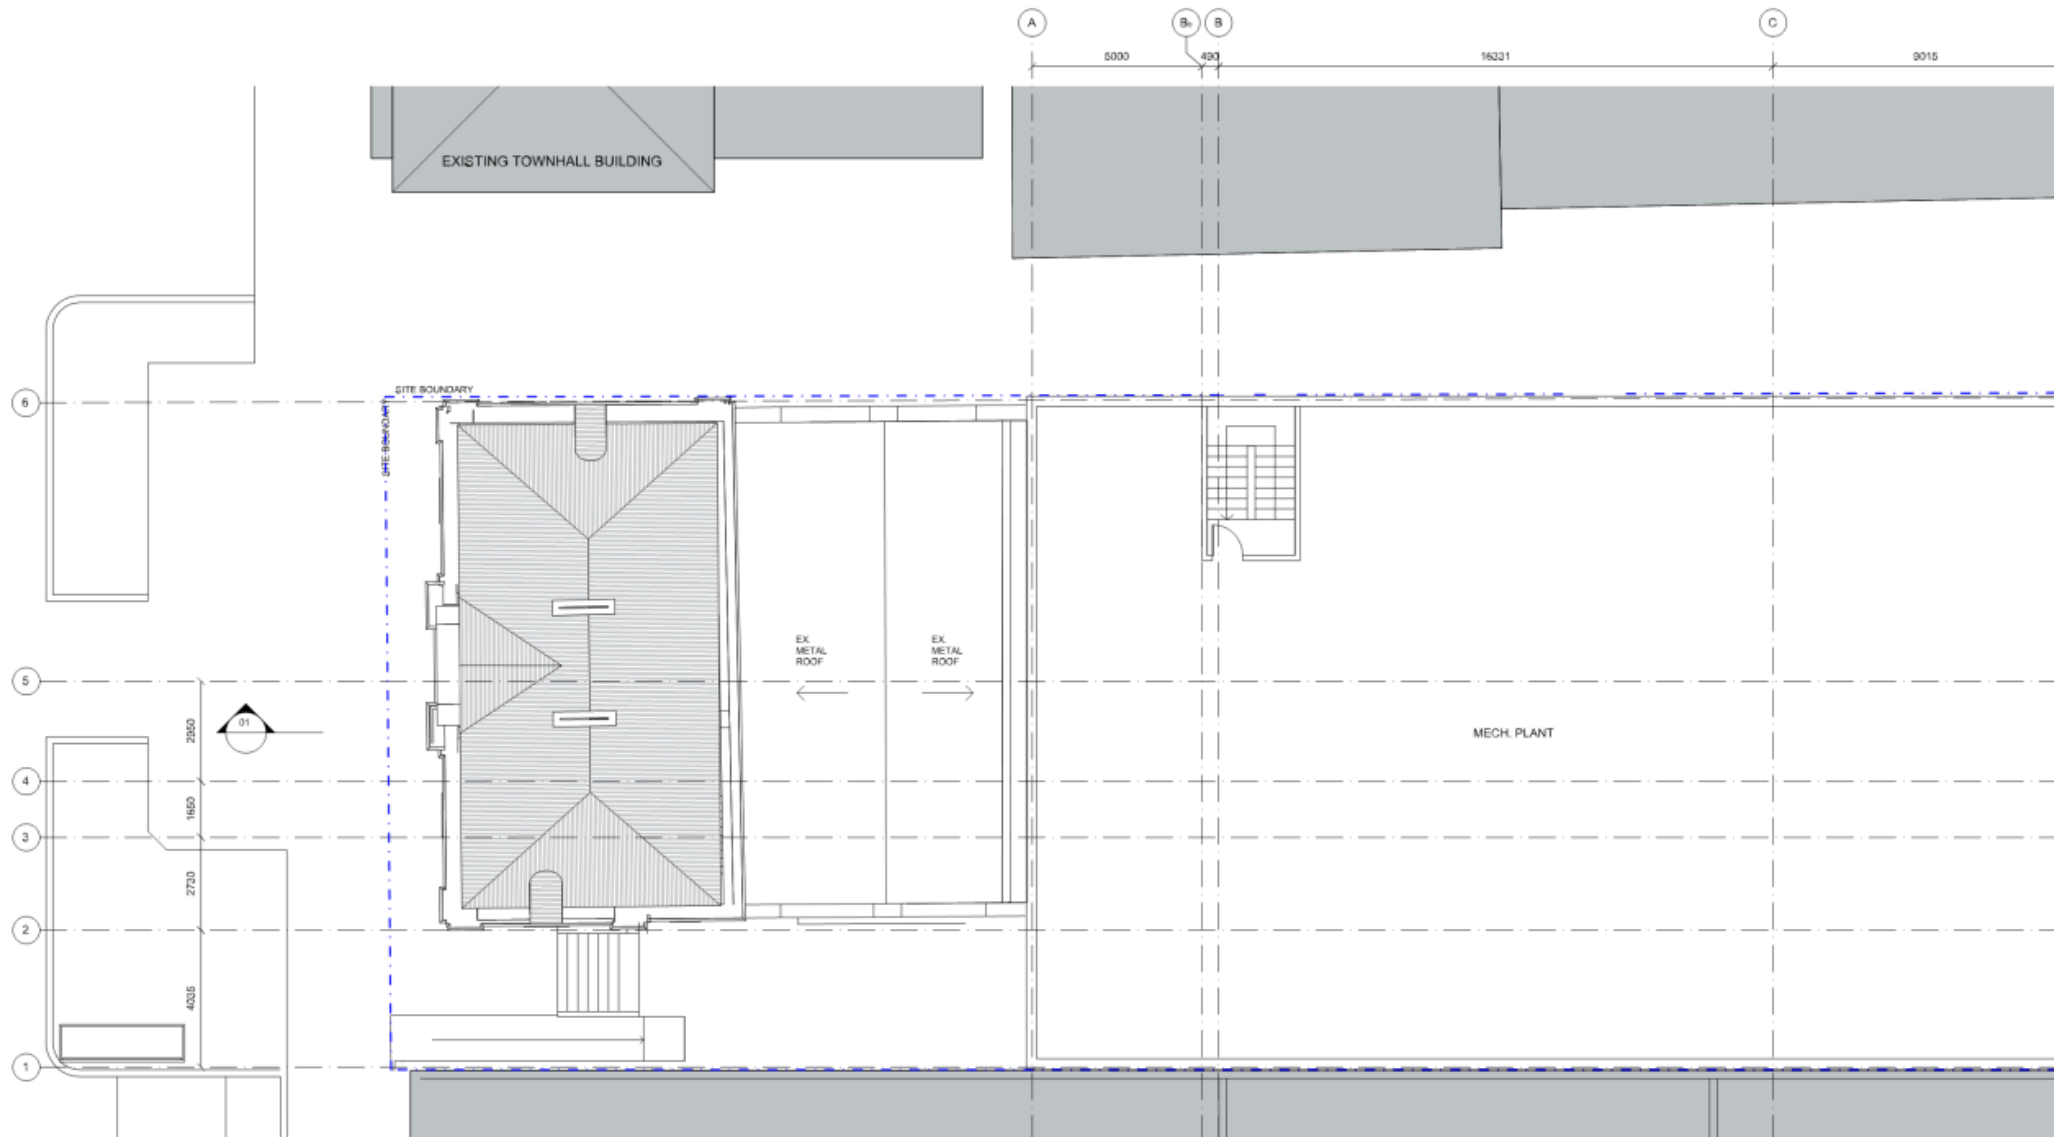 A
B
C
5000
490
16331
9015
EXISTING TOWNHALL BUILDING
SITE BOUNDARY
SITE BOUNDARY
6
5
4
3
2
1
2950
1650
2730
4035
01
EX.
METAL
ROOF
EX.
METAL
ROOF
MECH. PLANT